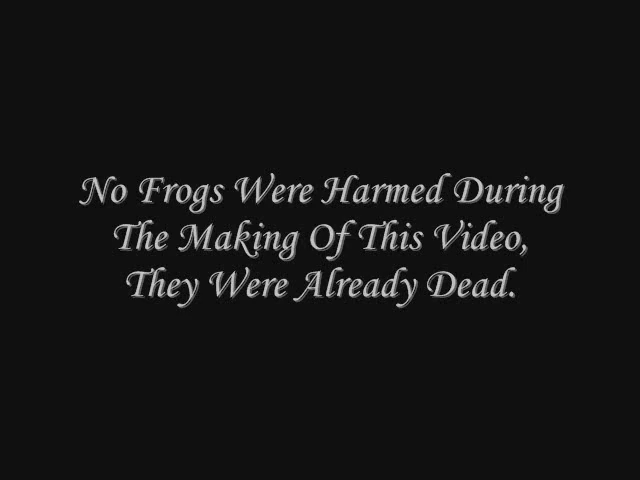 No Frogs Were Harmed During
The Making Of This Video,
They Were Already Dead.